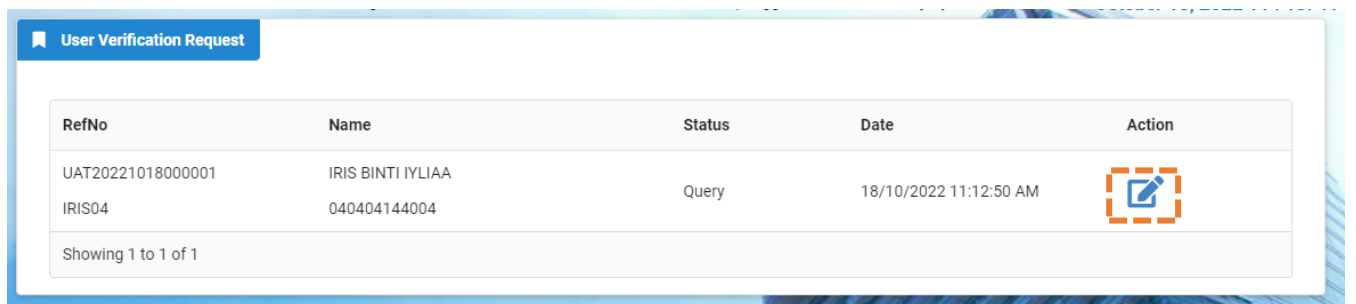 User Verification Request
RefNo Name Status Date Action
UAT20221018000001 IRIS BINTI IYLIAA
Query 18/10/2022 11:12:50 AM
IRIS04 040404144004
Showing 1 to 1 of 1